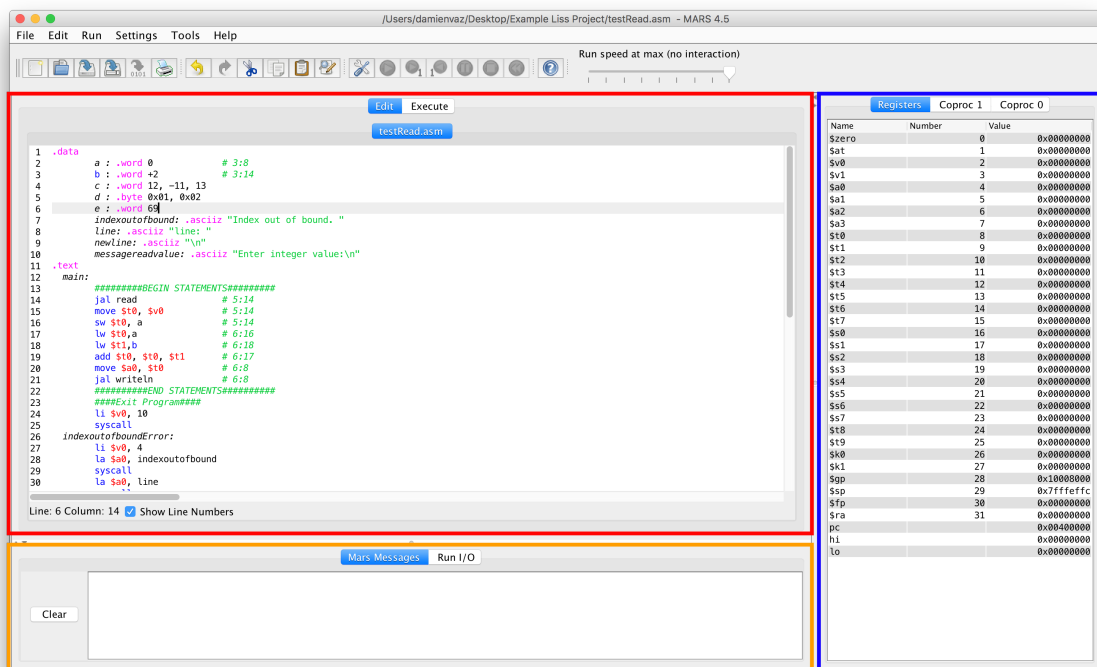 /Users/damienvaz/Desktop/Example Liss Project/testRead.asm - MARS 4.5
File Edit Run Settings Tools Help
Run speed at max (no interaction)
Edit Execute
testRead.asm
1 .data
2 a : .word 0 # 3:8
3 b : .word +2 # 3:14
4 c : .word 12, -11, 13
5 d : .byte 0x01, 0x02
6 e : .word 69
7 indexoutofbound: .asciiz "Index out of bound. "
8 line: .asciiz "line: "
9 newline: .asciiz "\n"
10 messagereadvalue: .asciiz "Enter integer value:\n"
11 .text
12 main:
13 #########BEGIN STATEMENTS#########
14 jal read # 5:14
15 move $t0, $v0 # 5:14
16 sw $t0, a # 5:14
17 lw $t0,a # 6:16
18 lw $t1,b # 6:18
19 add $t0, $t0, $t1 # 6:17
20 move $a0, $t0 # 6:8
21 jal writeln # 6:8
22 ##########END STATEMENTS##########
23 ####Exit Program####
24 li $v0, 10
25 syscall
26 indexoutofboundError:
27 li $v0, 4
28 la $a0, indexoutofbound
29 syscall
30 la $a0, line
Line: 6 Column: 14 Show Line Numbers
Mars Messages Run I/O
Clear
Registers Coproc 1 Coproc 0
Name Number Value
$zero 0 0x00000000
$at 1 0x00000000
$v0 2 0x00000000
$v1 3 0x00000000
$a0 4 0x00000000
$a1 5 0x00000000
$a2 6 0x00000000
$a3 7 0x00000000
$t0 8 0x00000000
$t1 9 0x00000000
$t2 10 0x00000000
$t3 11 0x00000000
$t4 12 0x00000000
$t5 13 0x00000000
$t6 14 0x00000000
$t7 15 0x00000000
$s0 16 0x00000000
$s1 17 0x00000000
$s2 18 0x00000000
$s3 19 0x00000000
$s4 20 0x00000000
$s5 21 0x00000000
$s6 22 0x00000000
$s7 23 0x00000000
$t8 24 0x00000000
$t9 25 0x00000000
$k0 26 0x00000000
$k1 27 0x00000000
$gp 28 0x10008000
$sp 29 0x7fffeffc
$fp 30 0x00000000
$ra 31 0x00000000
pc 0x00400000
hi 0x00000000
lo 0x00000000